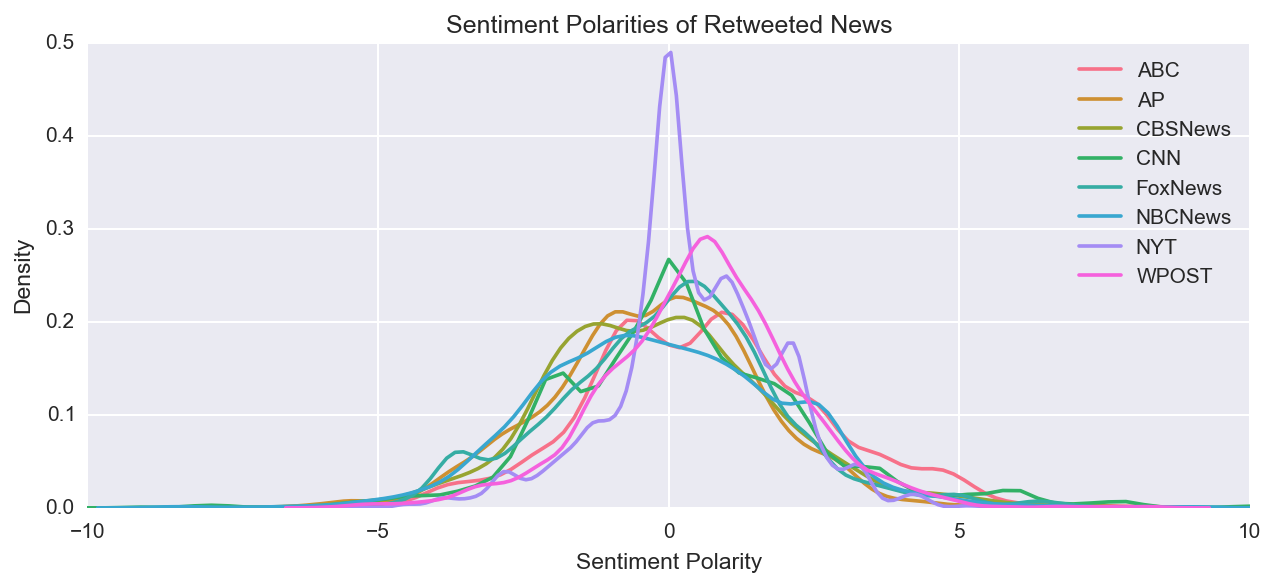 Sentiment Polarities of Retweeted News
0.5
0.4
0.3
0.2
0.1
0.0
Density
ABC
AP
CBSNews
CNN
FoxNews
NBCNews
NYT
WPOST
−10
−5
0
5
10
Sentiment Polarity